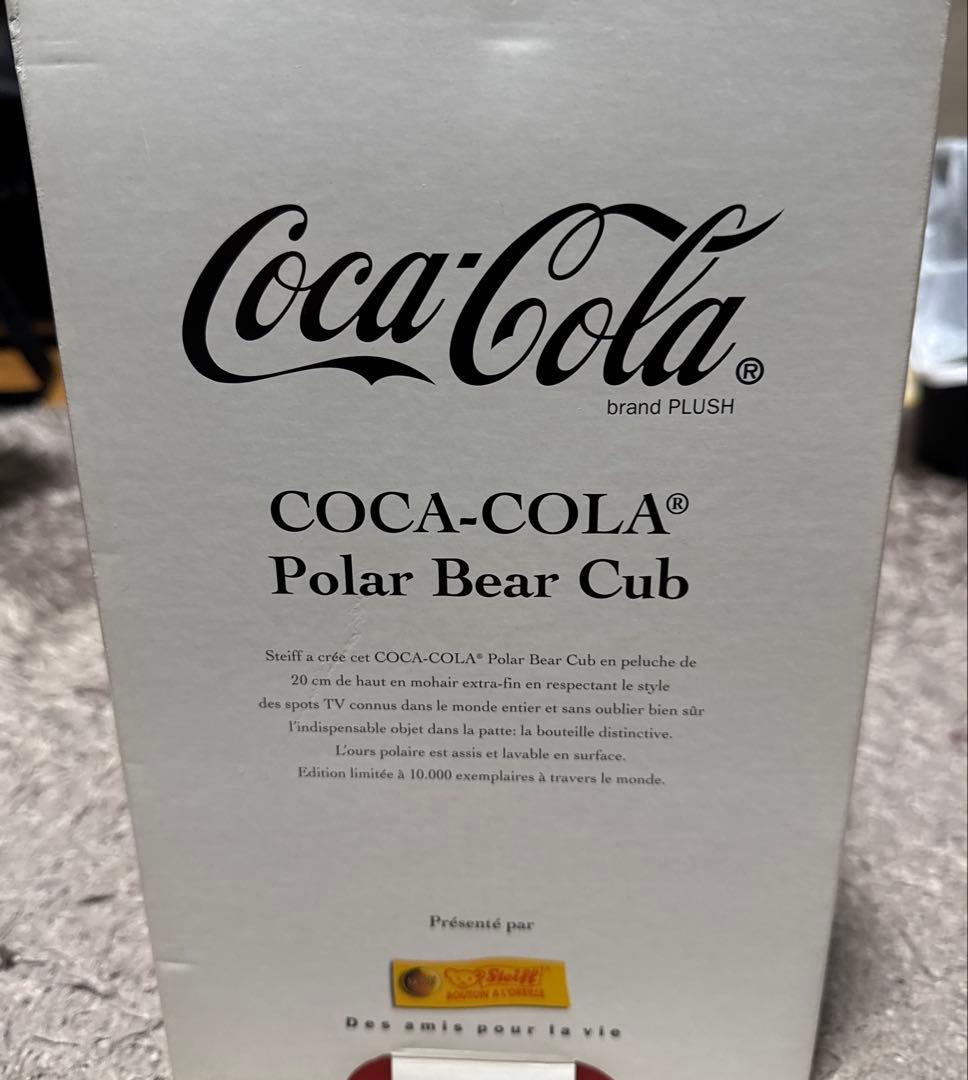 Coca-Cola®
brand PLUSH
COCA-COLA®
Polar Bear Cub
Steiff a crée cet COCA-COLA® Polar Bear Cub en peluche de
20 cm de haut en mohair extra-fin en respectant le style
des spots TV connus dans le monde entier et sans oublier bien sûr
l'indispensable objet dans la patte: la bouteille distinctive.
L'ours polaire est assis et lavable en surface.
Edition limitée à 10.000 exemplaires à travers le monde.
Présenté par
Steiff
BOUTON A L'OREILLE
Des amis pour la vie